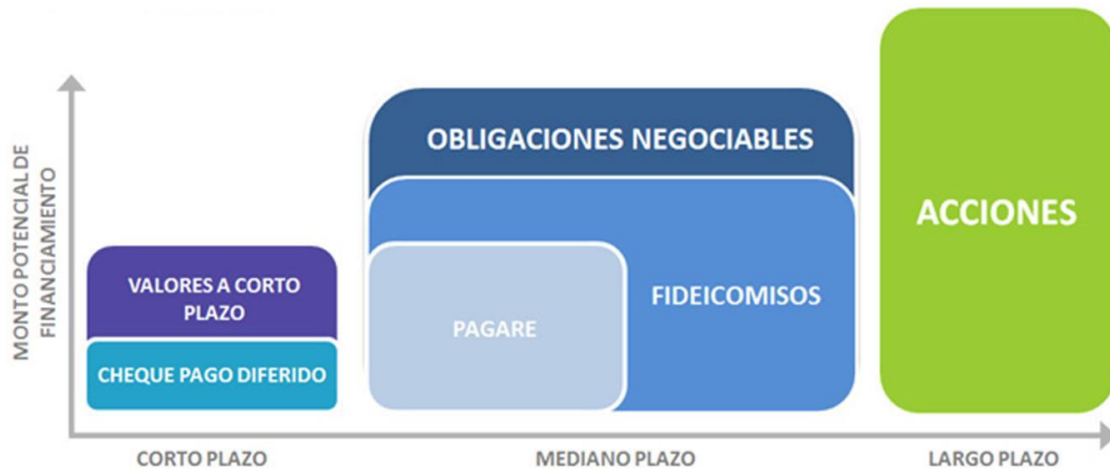 MONTO POTENCIAL DE
FINANCIAMIENTO
VALORES A CORTO
PLAZO
CHEQUE PAGO DIFERIDO
OBLIGACIONES NEGOCIABLES
FIDEICOMISOS
PAGARE
ACCIONES
CORTO PLAZO
MEDIANO PLAZO
LARGO PLAZO